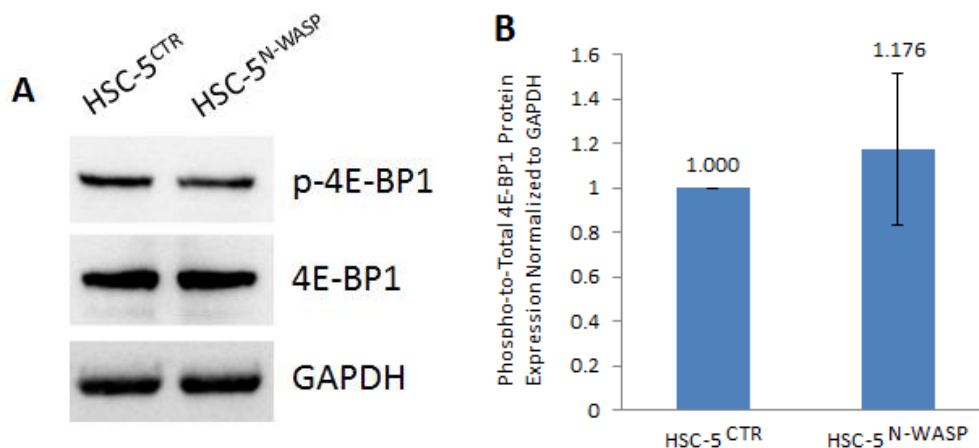 A
HSC-5CTR
HSC-5N-WASP
p-4E-BP1
4E-BP1
GAPDH
B
Phospho-to-Total 4E-BP1 Protein
Expression Normalized to GAPDH
1.6
1.4
1.2
1
0.8
0.6
0.4
0.2
0
1.000
1.176
HSC-5 CTR
HSC-5 N-WASP